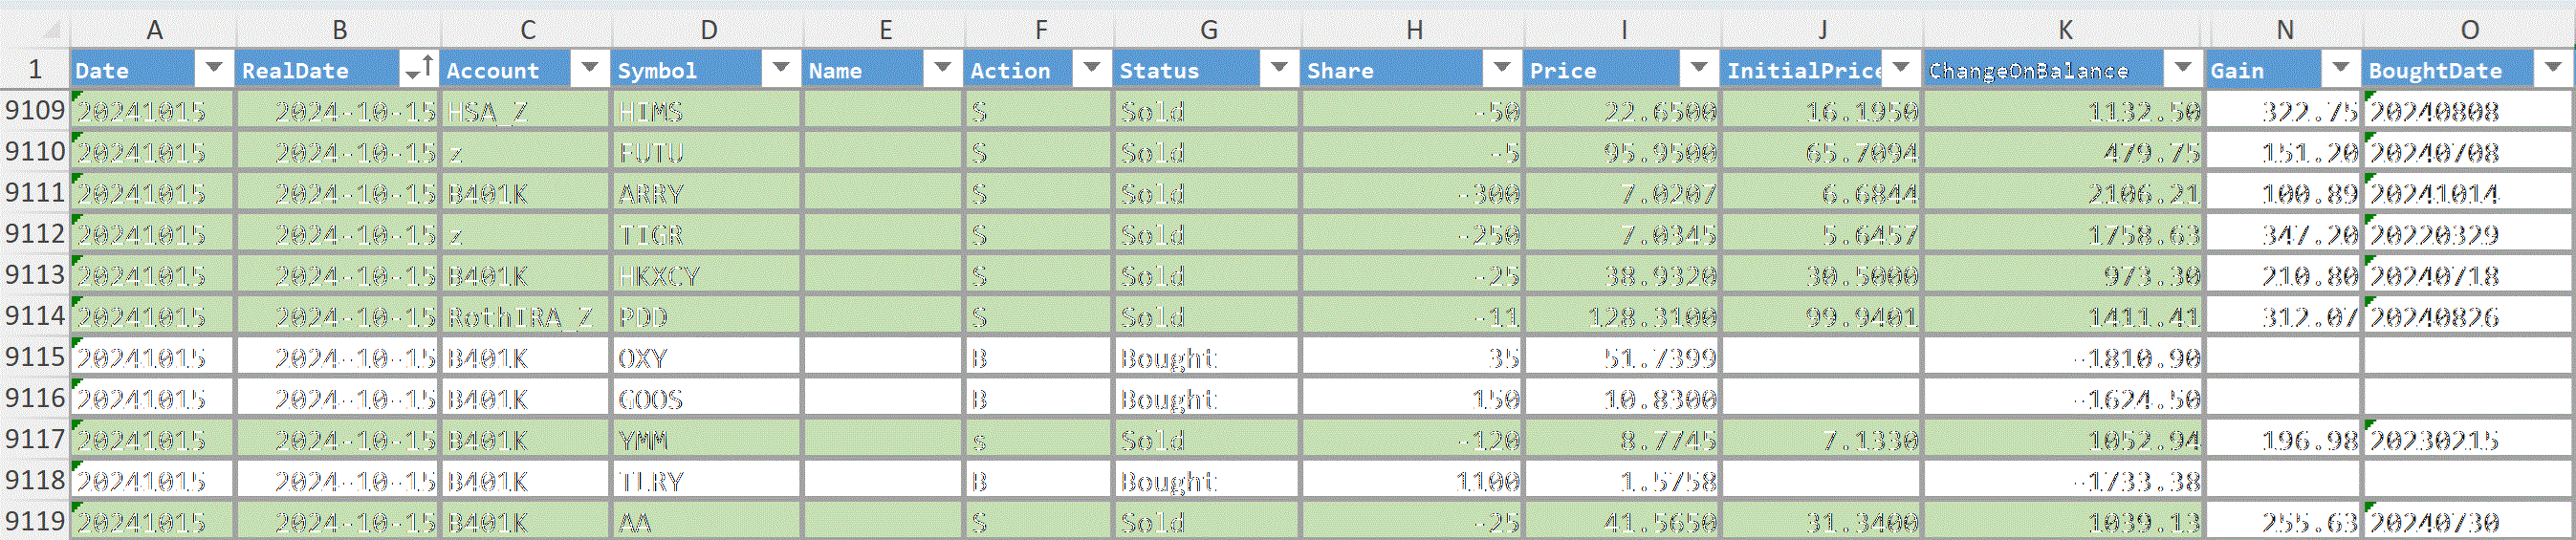 A B C D E F G H I J K N O
1 Date RealDate Account Symbol Name Action Status Share Price InitialPrice ChangeOnBalance Gain BoughtDate
9109 20241015 2024-10-15 HSA_Z HIMS S Sold -50 22.6500 16.1950 1132.50 322.75 20240808
9110 20241015 2024-10-15 z FUTU S Sold -5 95.9500 65.7094 479.75 151.20 20240708
9111 20241015 2024-10-15 B401K ARRY S Sold -300 7.0207 6.6844 2106.21 100.89 20241014
9112 20241015 2024-10-15 z TIGR S Sold -250 7.0345 5.6457 1758.63 347.20 20220329
9113 20241015 2024-10-15 B401K HKXCY S Sold -25 38.9320 30.5000 973.30 210.80 20240718
9114 20241015 2024-10-15 RothIRA_Z PDD S Sold -11 128.3100 99.9401 1411.41 312.07 20240826
9115 20241015 2024-10-15 B401K OXY B Bought 35 51.7399 -1810.90
9116 20241015 2024-10-15 B401K GOOS B Bought 150 10.8300 -1624.50
9117 20241015 2024-10-15 B401K YMM s Sold -120 8.7745 7.1330 1052.94 196.98 20230215
9118 20241015 2024-10-15 B401K TLRY B Bought 1100 1.5758 -1733.38
9119 20241015 2024-10-15 B401K AA S Sold -25 41.5650 31.3400 1039.13 255.63 20240730